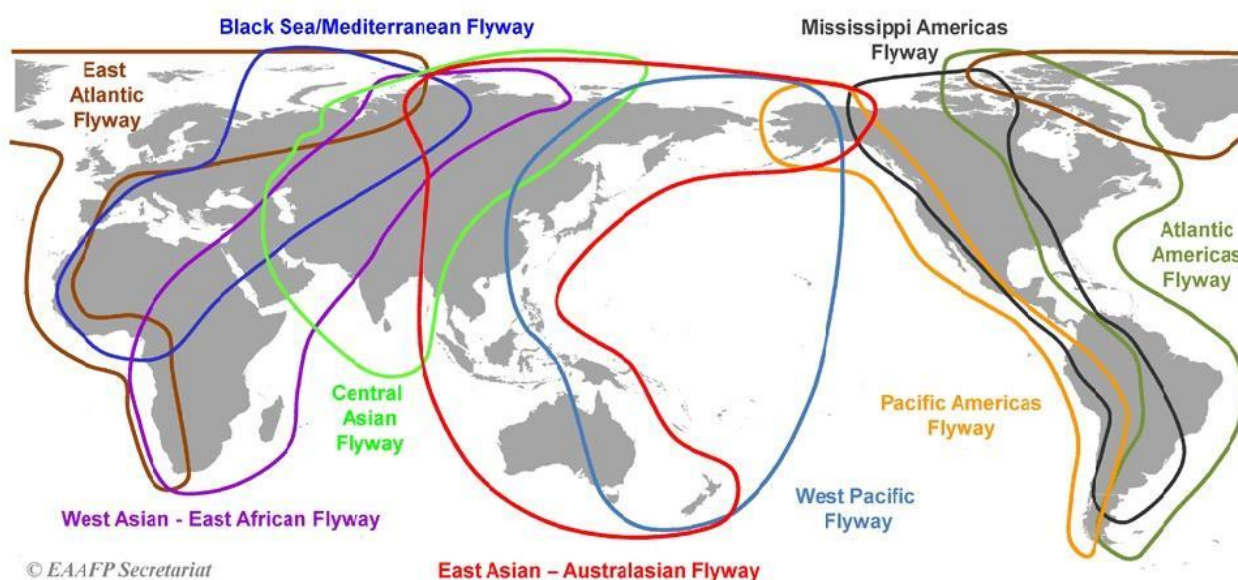 Black Sea/Mediterranean Flyway
Mississippi Americas
Flyway
East
Atlantic
Flyway
Atlantic
Americas
Flyway
Central
Asian
Flyway
Pacific Americas
Flyway
West Asian - East African Flyway
West Pacific
Flyway
© EAAFP Secretariat
East Asian – Australasian Flyway